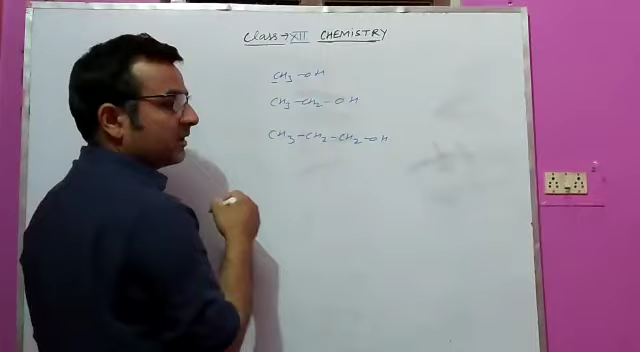 Class → XII CHEMISTRY
CH3-OH
CH3-CH2-OH
CH3-CH2-CH2-OH